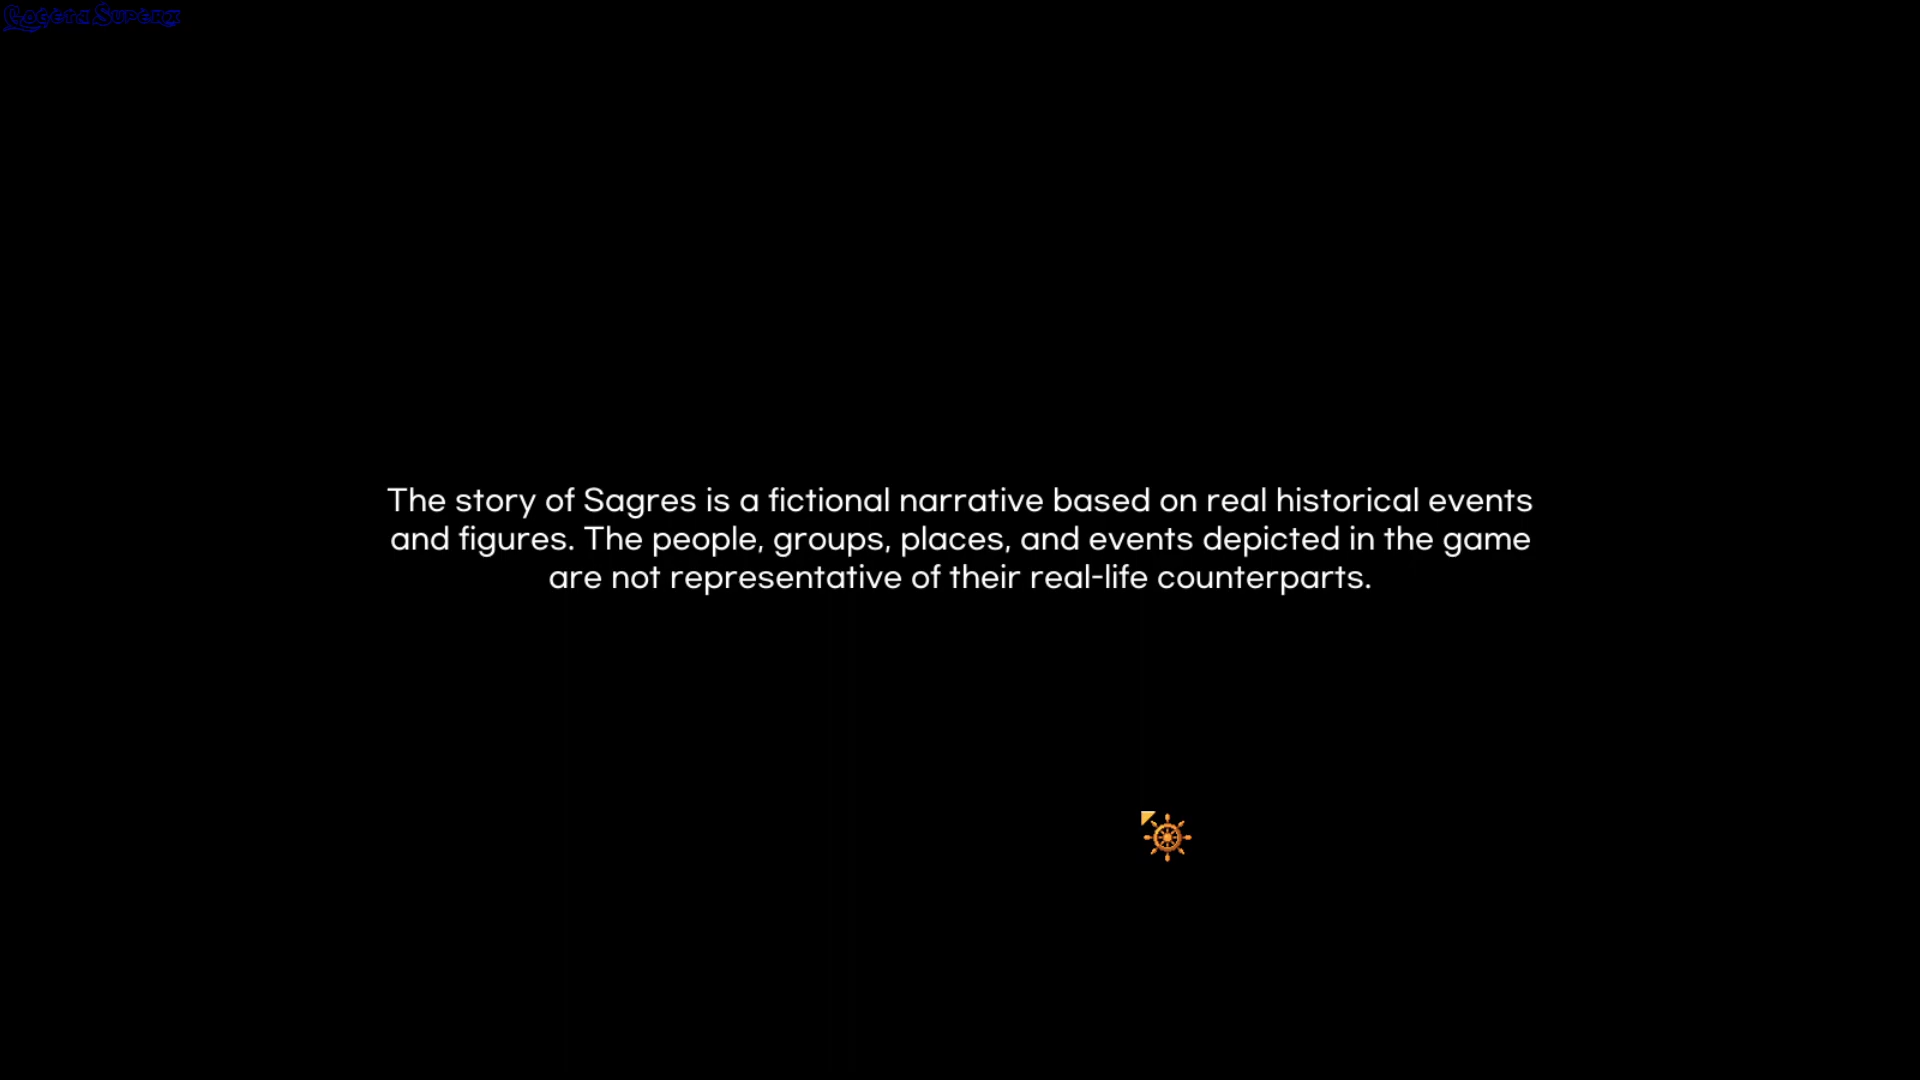 The story of Sagres is a fictional narrative based on real historical events
and figures. The people, groups, places, and events depicted in the game
are not representative of their real-life counterparts.